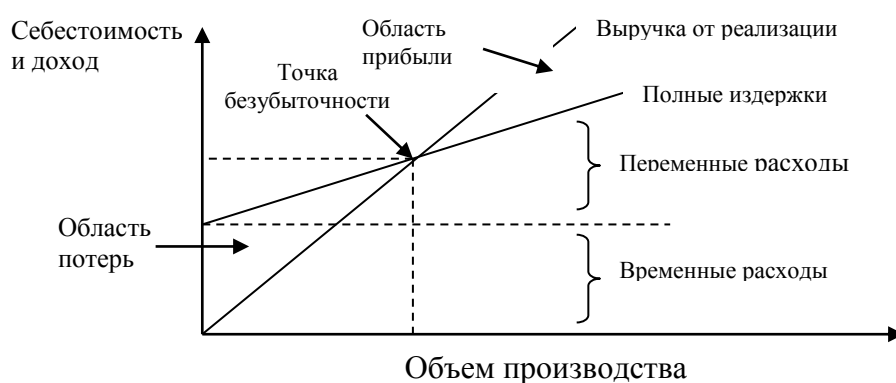 Себестоимость
и доход
Область
прибыли
Выручка от реализации
Точка
безубыточности
Полные издержки
Переменные расходы
Область
потерь
Временные расходы
Объем производства